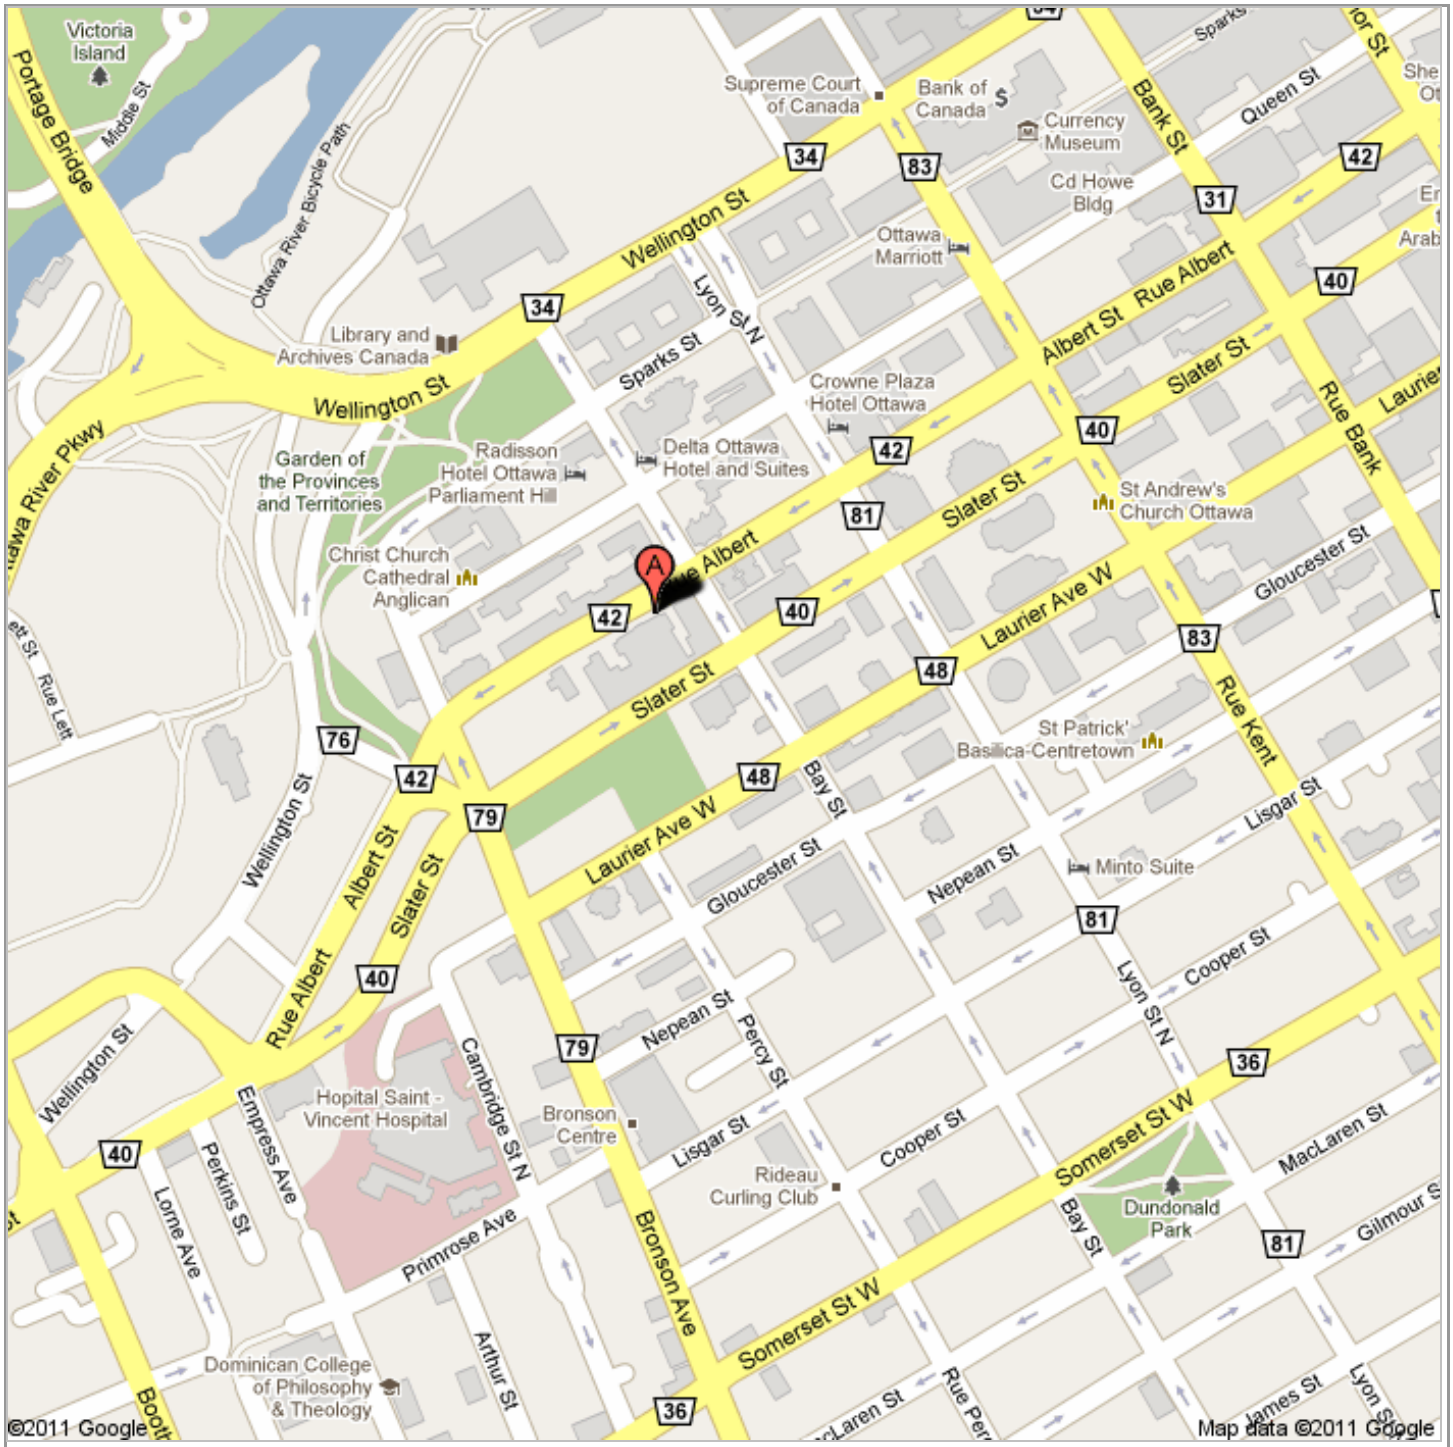 Victoria
Island
Middle St
Portage Bridge
Ottawa River Bicycle Path
34
Sparks
Queen St
Bank St
Supreme Court
of Canada
Bank of
Canada
$
Currency
Museum
34
83
42
Cd Howe
Bldg
31
Ottawa
Marriott
Wellington St
Rue Albert
40
34
Lyon St N
Library and
Archives Canada
Sparks St
Albert St
Slater St
Wellington St
Crowne Plaza
Hotel Ottawa
Rue Bank
Laurier
Garden of
the Provinces
and Territories
Radisson
Hotel Ottawa
Parliament Hill
Delta Ottawa
Hotel and Suites
42
40
River Pkwy
81
Slater St
St Andrew's
Church Ottawa
Christ Church
Cathedral
Anglican
A
Albert
42
40
Laurier Ave W
Gloucester St
Rue Lett
48
83
Slater St
Rue Kent
76
42
79
48
Bay St
St Patrick'
Basilica-Centretown
Lisgar St
Wellington St
Albert St
Slater St
Laurier Ave W
Gloucester St
Nepean St
Minto Suite
81
Rue Albert
40
Lyon St N
Cooper St
Wellington St
Nepean St
Percy St
79
Cambridge St N
36
Hopital Saint -
Vincent Hospital
Bronson
Centre
Empress Ave
40
Perkins St
Lorne Ave
Lisgar St
Cooper St
Somerset St W
MacLaren St
Rideau
Curling Club
Dundonald
Park
Bay St
81
Gilmour S
Primrose Ave
Bronson Ave
Somerset St W
Arthur St
Dominican College
of Philosophy
& Theology
Booth
36
Rue Perc
James St
Lyon St
©2011 Google
Map data ©2011 Google